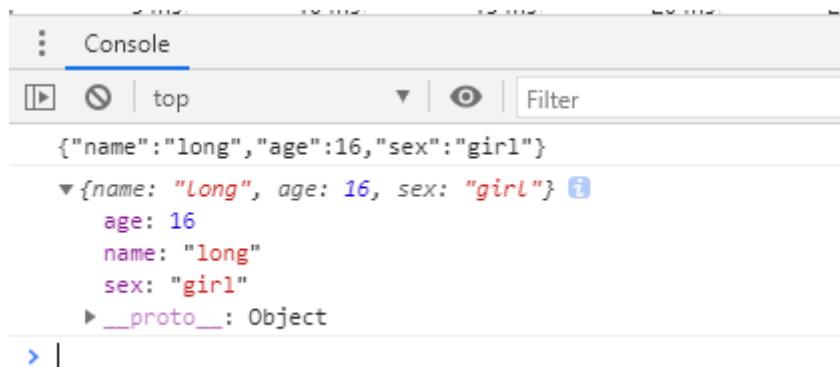 Console
top
Filter
{"name":"long","age":16,"sex":"girl"}
{name: "long", age: 16, sex: "girl"}
age: 16
name: "long"
sex: "girl"
__proto__: Object